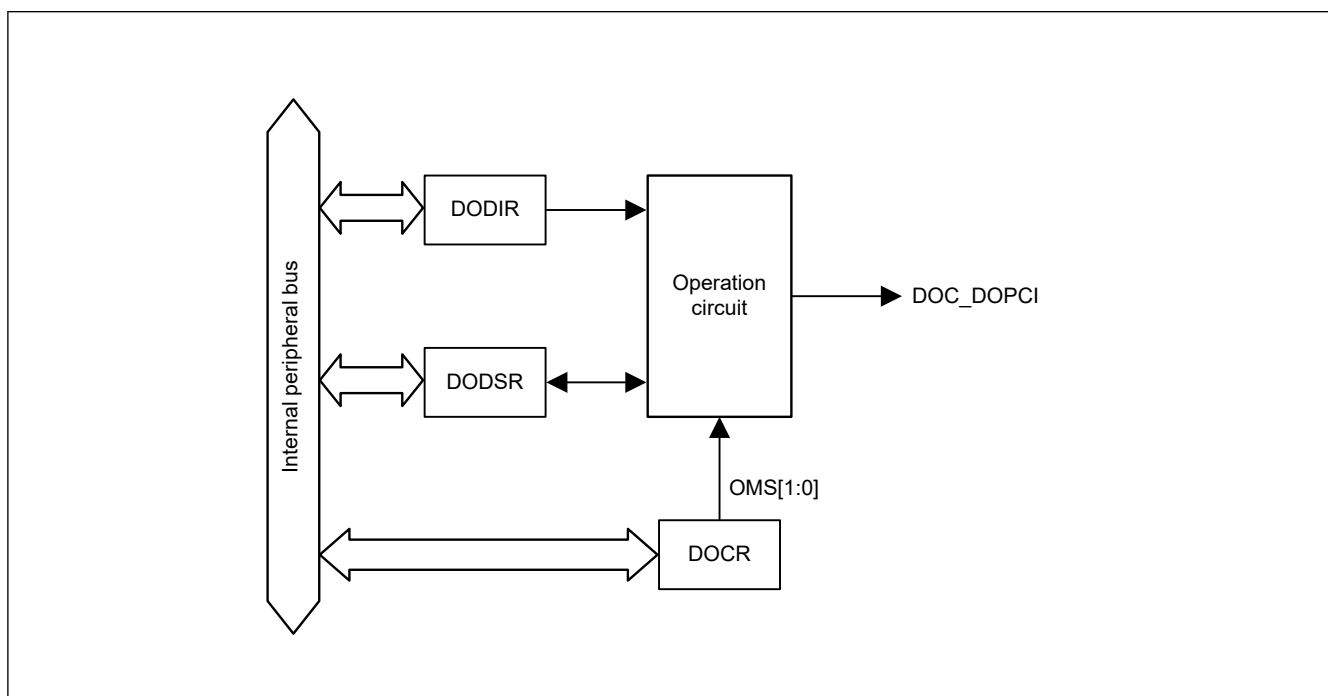 Internal peripheral bus
DODIR
Operation
circuit
DOC_DOPCI
DODSR
OMS[1:0]
DOCR